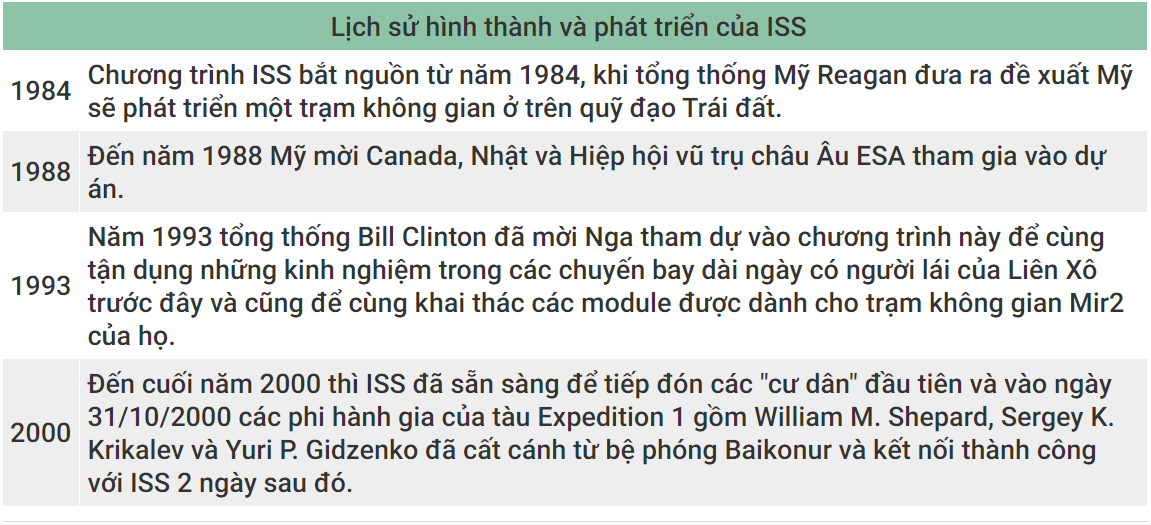 Lịch sử hình thành và phát triển của ISS
1984
Chương trình ISS bắt nguồn từ năm 1984, khi tổng thống Mỹ Reagan đưa ra đề xuất Mỹ
sẽ phát triển một trạm không gian ở trên quỹ đạo Trái đất.
1988
Đến năm 1988 Mỹ mời Canada, Nhật và Hiệp hội vũ trụ châu Âu ESA tham gia vào dự
án.
1993
Năm 1993 tổng thống Bill Clinton đã mời Nga tham dự vào chương trình này để cùng
tận dụng những kinh nghiệm trong các chuyến bay dài ngày có người lái của Liên Xô
trước đây và cũng để cùng khai thác các module được dành cho trạm không gian Mir2
của họ.
2000
Đến cuối năm 2000 thì ISS đã sẵn sàng để tiếp đón các "cư dân" đầu tiên và vào ngày
31/10/2000 các phi hành gia của tàu Expedition 1 gồm William M. Shepard, Sergey K.
Krikalev và Yuri P. Gidzenko đã cất cánh từ bệ phóng Baikonur và kết nối thành công
với ISS 2 ngày sau đó.